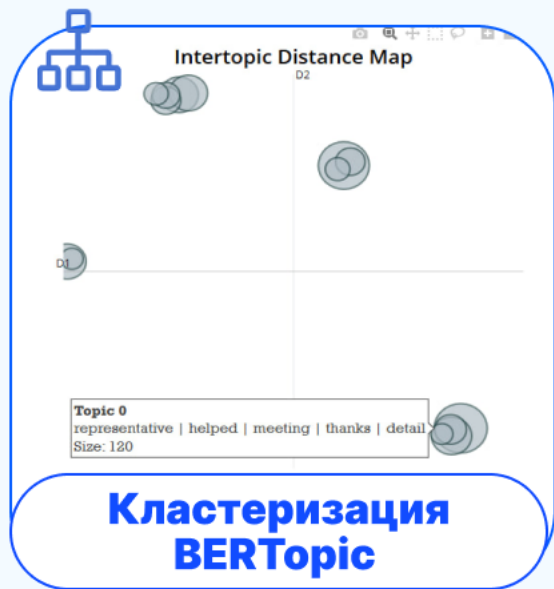 Intertopic Distance Map
D2
D1
Topic 0
representative | helped | meeting | thanks | detail
Size: 120
Кластеризация
BERTopic